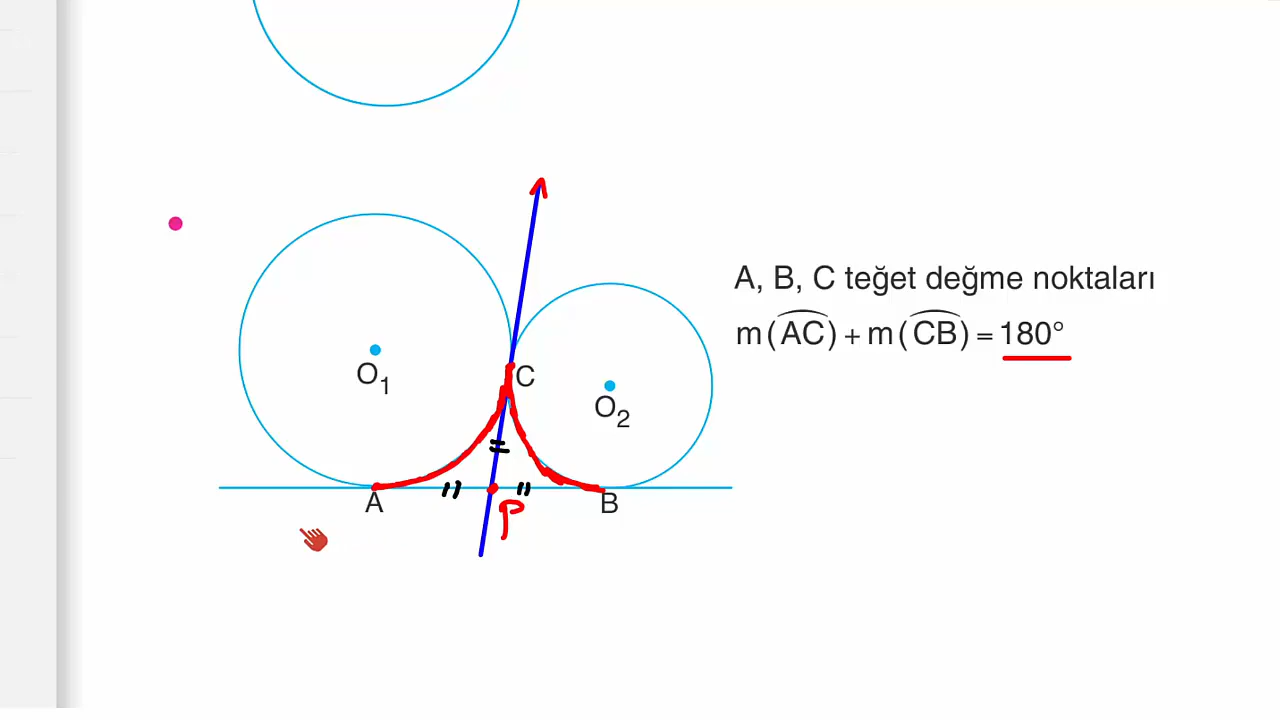 A, B, C teğet değme noktaları
m(AC) + m(CB) = 180°
O₁
C
O₂
A
P
B